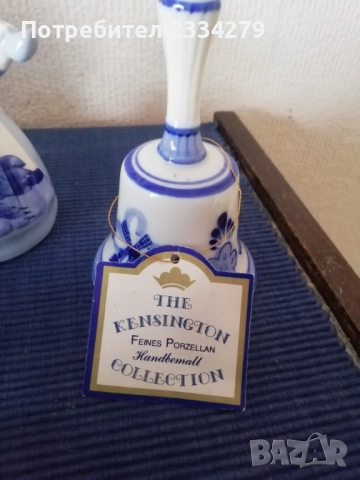 Потребител 2334279
THE
KENSINGTON
FEINES PORZELLAN
Handbemalt
COLLECTION
BAZAR